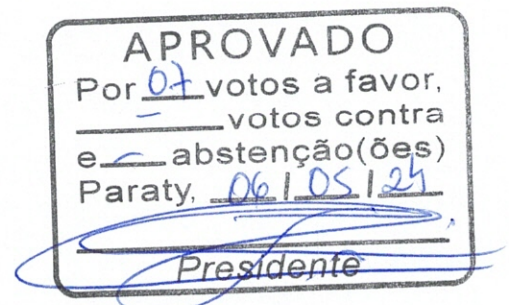 APROVADO
Por 07 votos a favor,
- votos contra
e - abstenção(ões)
Paraty, 06 / 05 / 24
Presidente